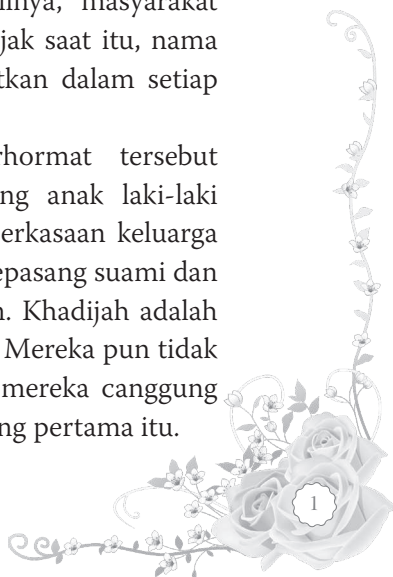 masyarakat
jak saat itu, nama
tkan dalam setiap
rhormat tersebut
ng anak laki-laki
erkasaan keluarga
epasang suami dan
. Khadijah adalah
Mereka pun tidak
mereka canggung
ng pertama itu.
1